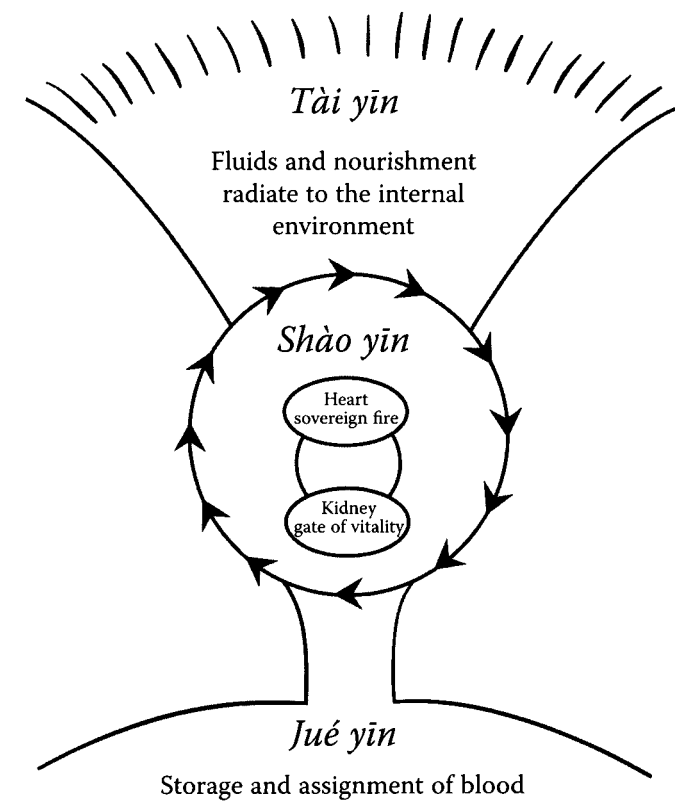 Tài yīn
Fluids and nourishment
radiate to the internal
environment
Shào yīn
Heart
sovereign fire
Kidney
gate of vitality
Jué yīn
Storage and assignment of blood